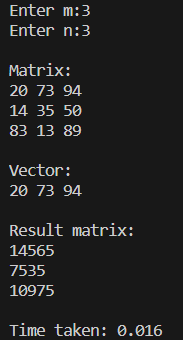 Enter m:3
Enter n:3
Matrix:
20 73 94
14 35 50
83 13 89
Vector:
20 73 94
Result matrix:
14565
7535
10975
Time taken: 0.016